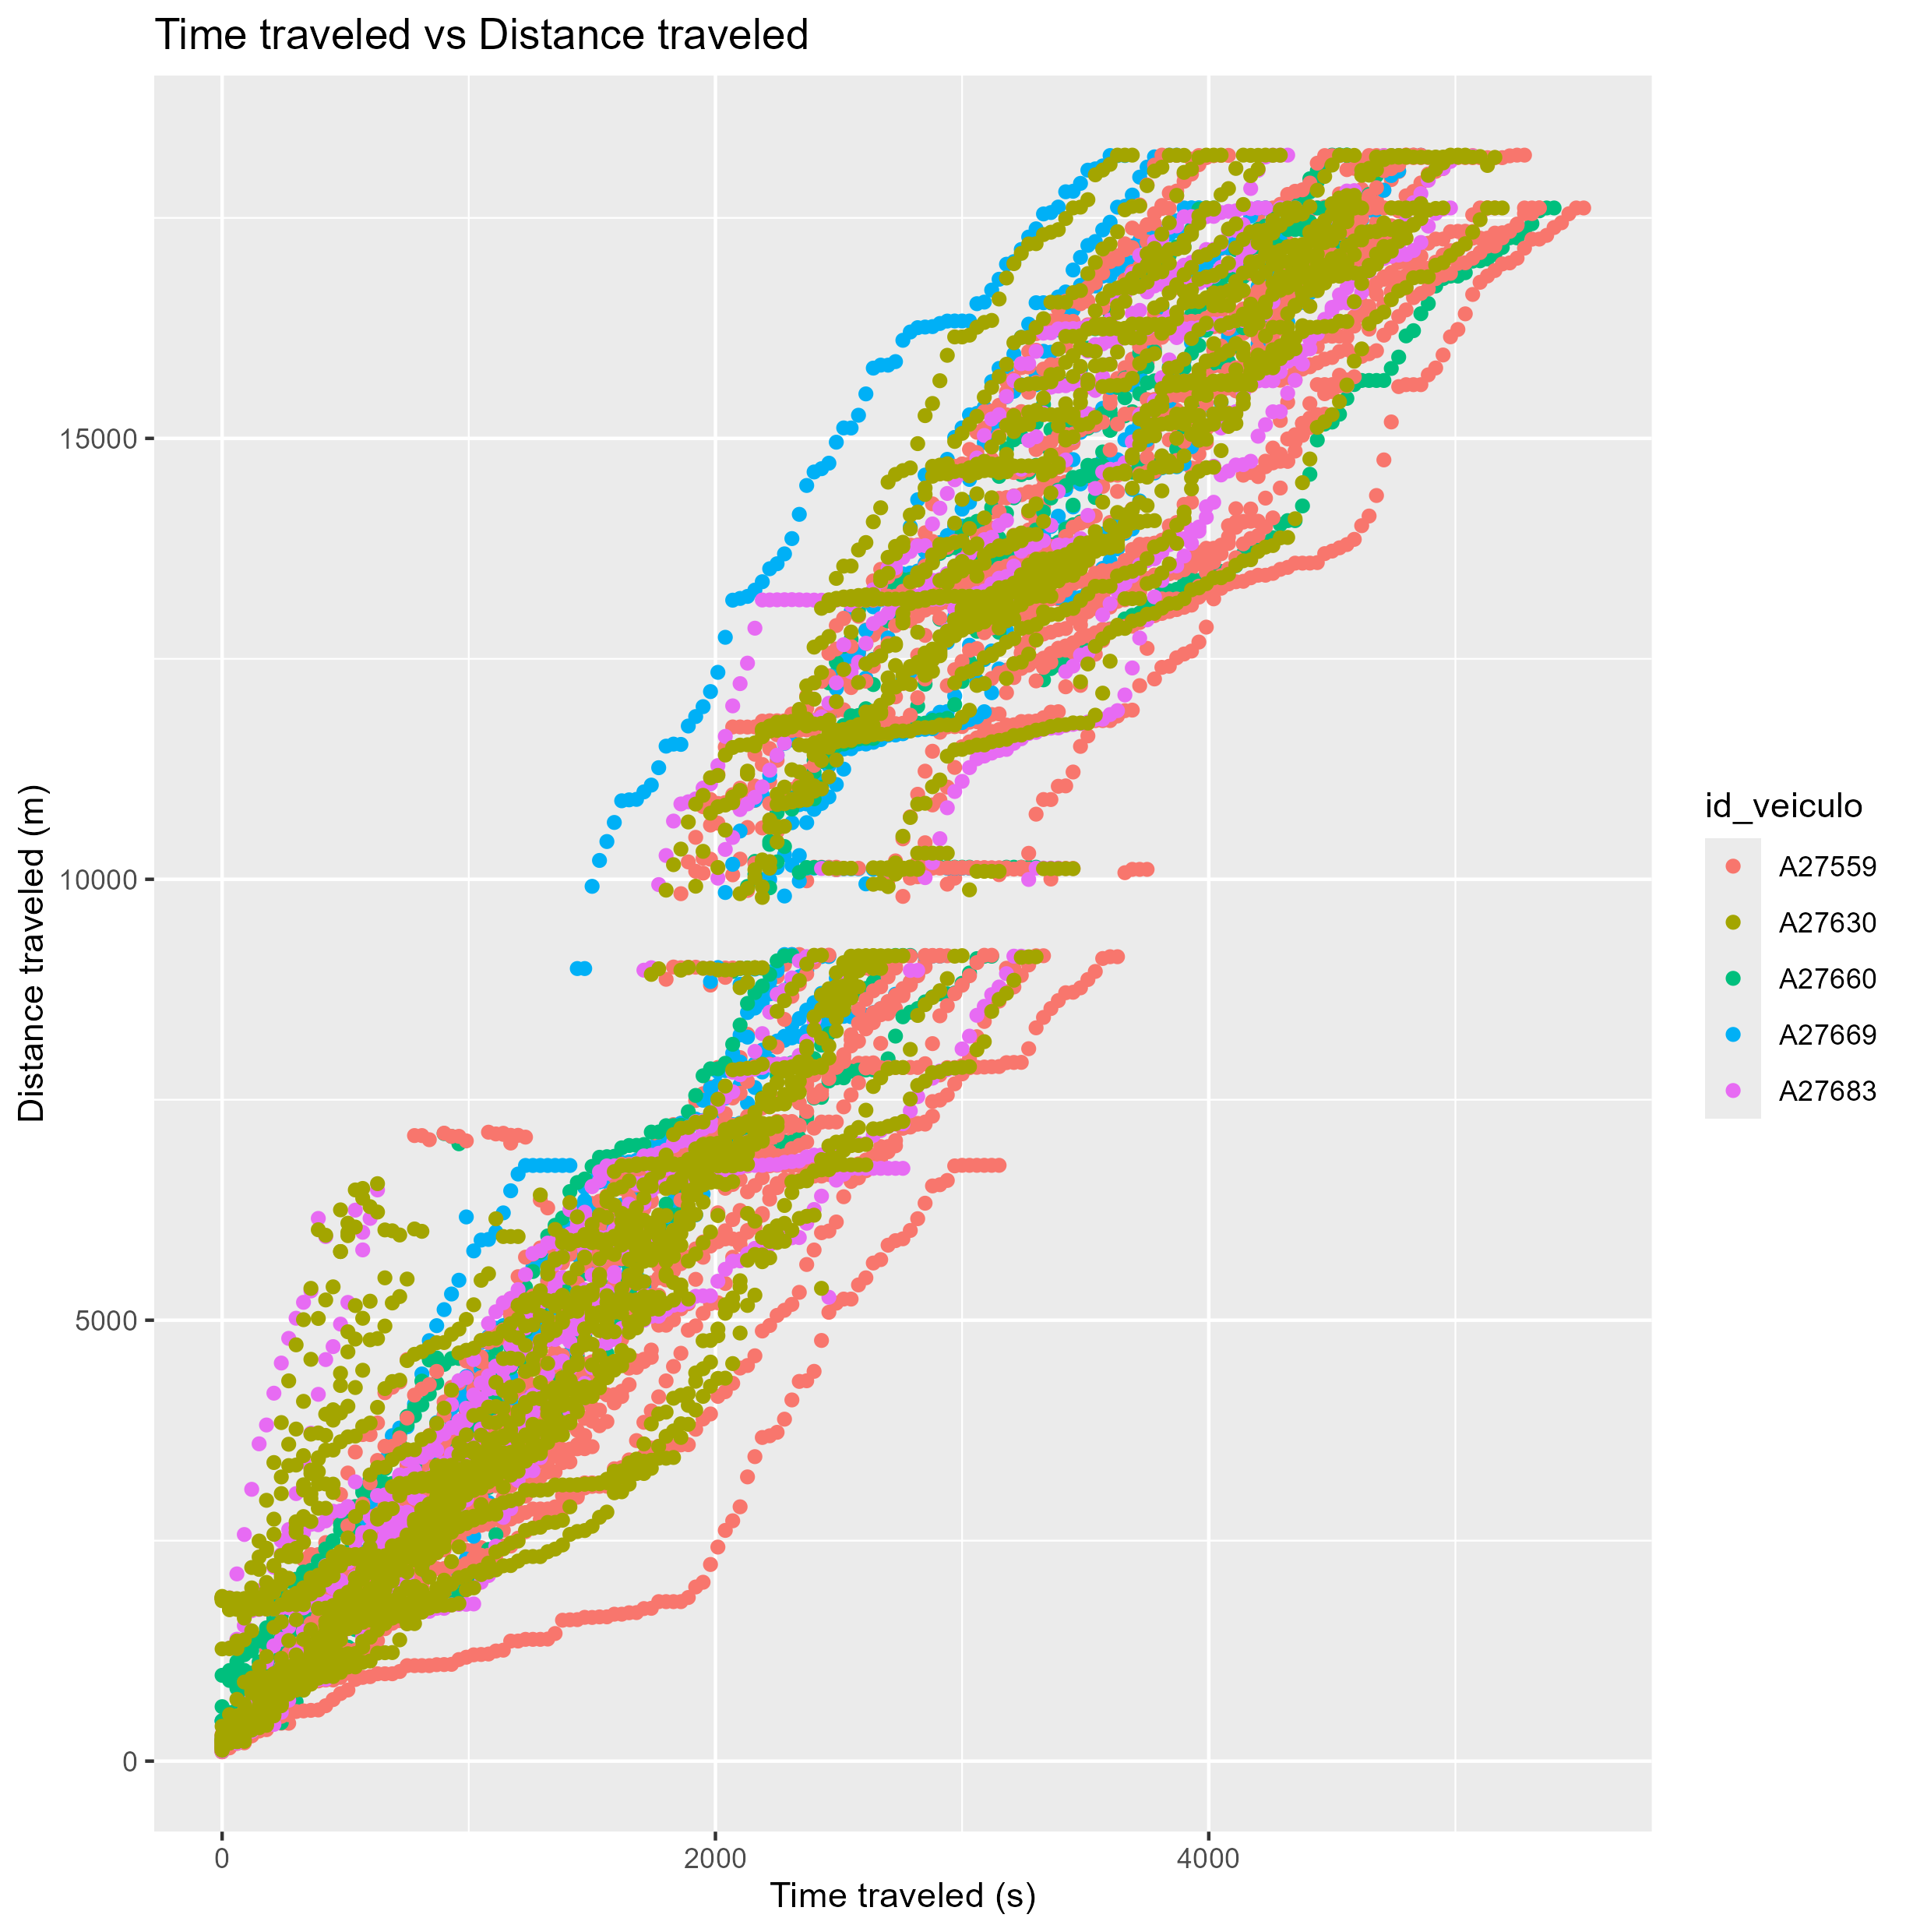 Time traveled vs Distance traveled
Distance traveled (m)
15000
10000
5000
0
0 2000 4000
Time traveled (s)
id_veiculo
A27559
A27630
A27660
A27669
A27683